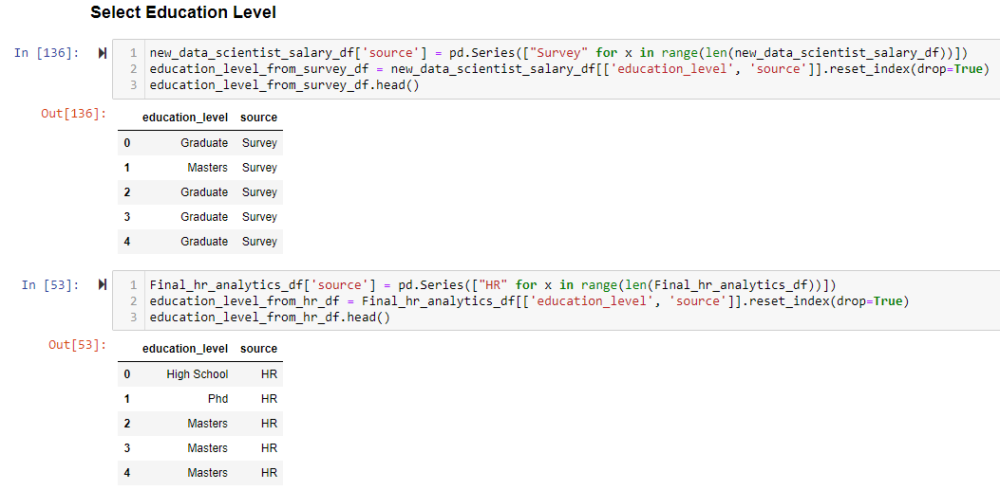 Select Education Level
In [136]:
1 new_data_scientist_salary_df['source'] = pd.Series(["Survey" for x in range(len(new_data_scientist_salary_df))])
2 education_level_from_survey_df = new_data_scientist_salary_df[['education_level', 'source']].reset_index(drop=True)
3 education_level_from_survey_df.head()
Out[136]:
education_level source
0 Graduate Survey
1 Masters Survey
2 Graduate Survey
3 Graduate Survey
4 Graduate Survey
In [53]:
1 Final_hr_analytics_df['source'] = pd.Series(["HR" for x in range(len(Final_hr_analytics_df))])
2 education_level_from_hr_df = Final_hr_analytics_df[['education_level', 'source']].reset_index(drop=True)
3 education_level_from_hr_df.head()
Out[53]:
education_level source
0 High School HR
1 Phd HR
2 Masters HR
3 Masters HR
4 Masters HR